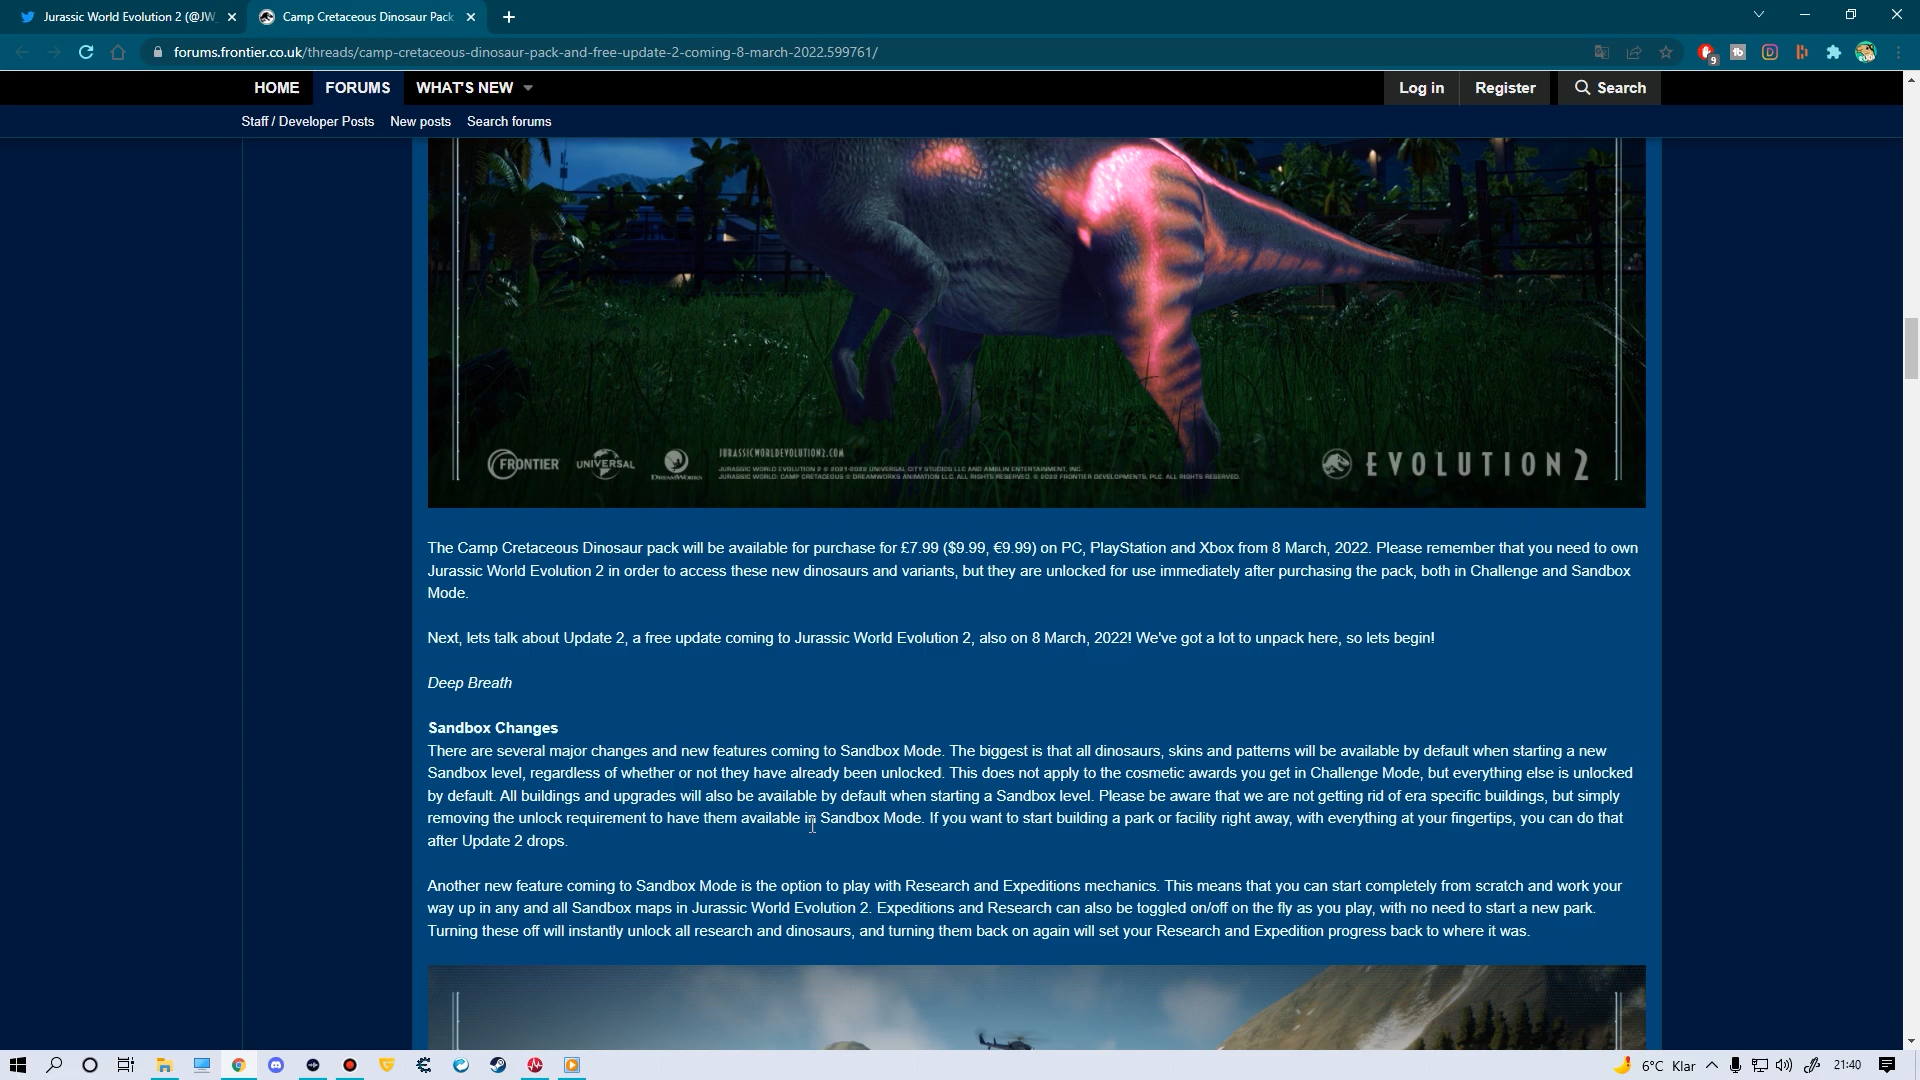 Jurassic World Evolution 2 (@JW_
Camp Cretaceous Dinosaur Pack
forums.frontier.co.uk/threads/camp-cretaceous-dinosaur-pack-and-free-update-2-coming-8-march-2022.599761/
9
HOME FORUMS WHAT'S NEW Log in Register Search
Staff / Developer Posts New posts Search forums
FRONTIER UNIVERSAL DREAMWORKS
JURASSICWORLDEVOLUTION2.COM
JURASSIC WORLD EVOLUTION 2 © 2021-2022 UNIVERSAL CITY STUDIOS LLC AND AMBLIN ENTERTAINMENT, INC.
JURASSIC WORLD: CAMP CRETACEOUS © DREAMWORKS ANIMATION LLC. ALL RIGHTS RESERVED. © 2022 FRONTIER DEVELOPMENTS, PLC. ALL RIGHTS RESERVED.
EVOLUTION 2
The Camp Cretaceous Dinosaur pack will be available for purchase for £7.99 ($9.99, €9.99) on PC, PlayStation and Xbox from 8 March, 2022. Please remember that you need to own
Jurassic World Evolution 2 in order to access these new dinosaurs and variants, but they are unlocked for use immediately after purchasing the pack, both in Challenge and Sandbox
Mode.
Next, lets talk about Update 2, a free update coming to Jurassic World Evolution 2, also on 8 March, 2022! We've got a lot to unpack here, so lets begin!
Deep Breath
Sandbox Changes
There are several major changes and new features coming to Sandbox Mode. The biggest is that all dinosaurs, skins and patterns will be available by default when starting a new
Sandbox level, regardless of whether or not they have already been unlocked. This does not apply to the cosmetic awards you get in Challenge Mode, but everything else is unlocked
by default. All buildings and upgrades will also be available by default when starting a Sandbox level. Please be aware that we are not getting rid of era specific buildings, but simply
removing the unlock requirement to have them available in Sandbox Mode. If you want to start building a park or facility right away, with everything at your fingertips, you can do that
after Update 2 drops.
Another new feature coming to Sandbox Mode is the option to play with Research and Expeditions mechanics. This means that you can start completely from scratch and work your
way up in any and all Sandbox maps in Jurassic World Evolution 2. Expeditions and Research can also be toggled on/off on the fly as you play, with no need to start a new park.
Turning these off will instantly unlock all research and dinosaurs, and turning them back on again will set your Research and Expedition progress back to where it was.
6°C Klar 21:40